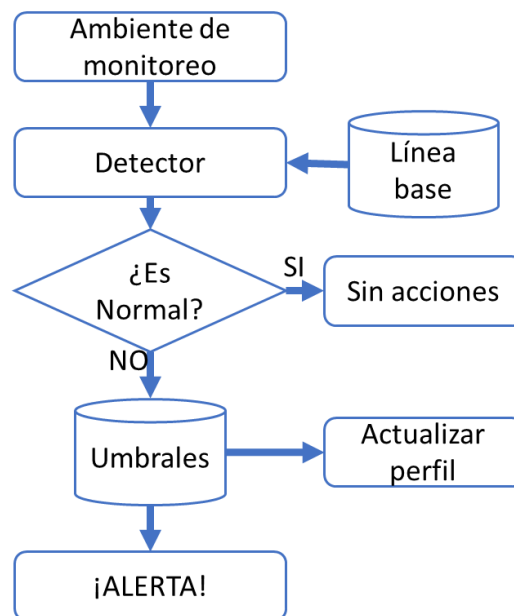 Ambiente de
monitoreo
Detector
Línea
base
¿Es
Normal?
SI
Sin acciones
NO
Umbrales
Actualizar
perfil
¡ALERTA!